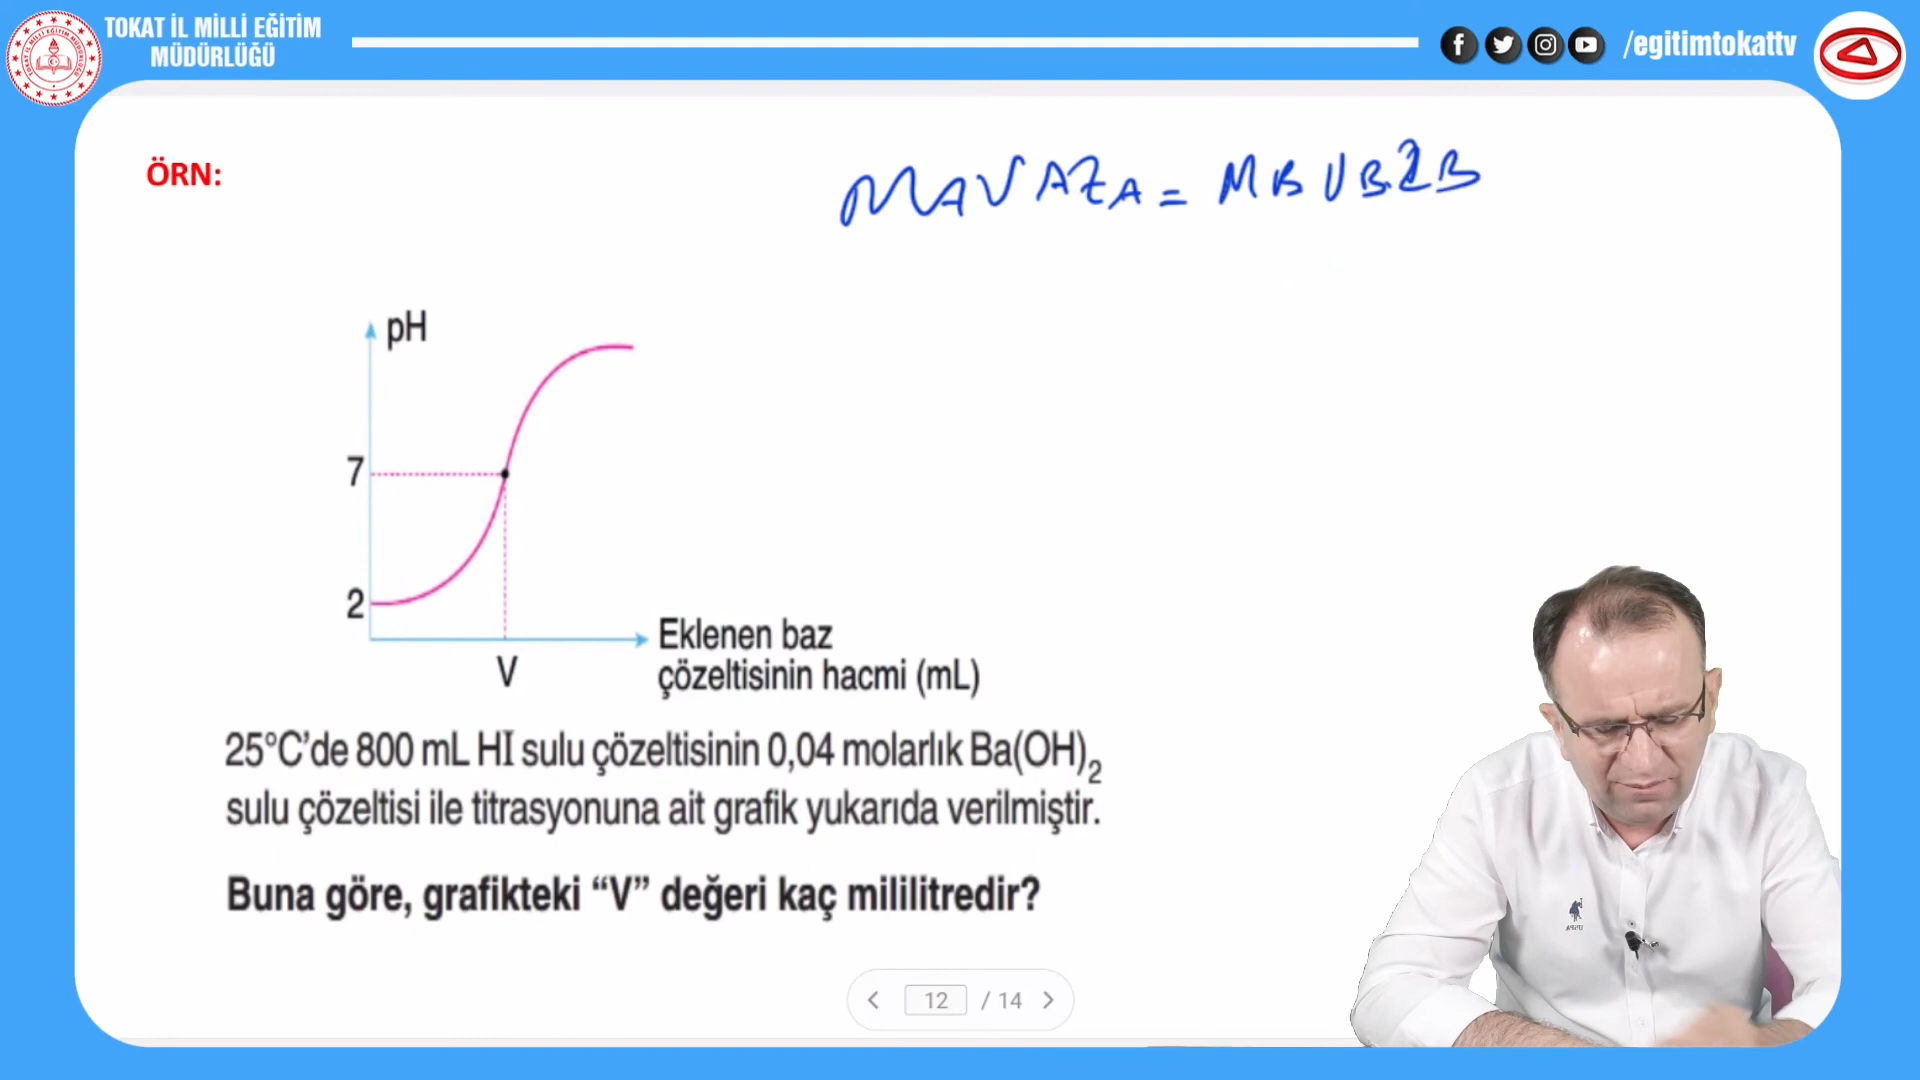 TOKAT İL MİLLİ EĞİTİM
MÜDÜRLÜĞÜ
/egitimtokattv
ÖRN:
MAVAZA = MBVBZB
pH
7
2
V
Eklenen baz
çözeltisinin hacmi (mL)
25°C'de 800 mL HI sulu çözeltisinin 0,04 molarlık Ba(OH)₂
sulu çözeltisi ile titrasyonuna ait grafik yukarıda verilmiştir.
Buna göre, grafikteki “V” değeri kaç mililitredir?
12 / 14